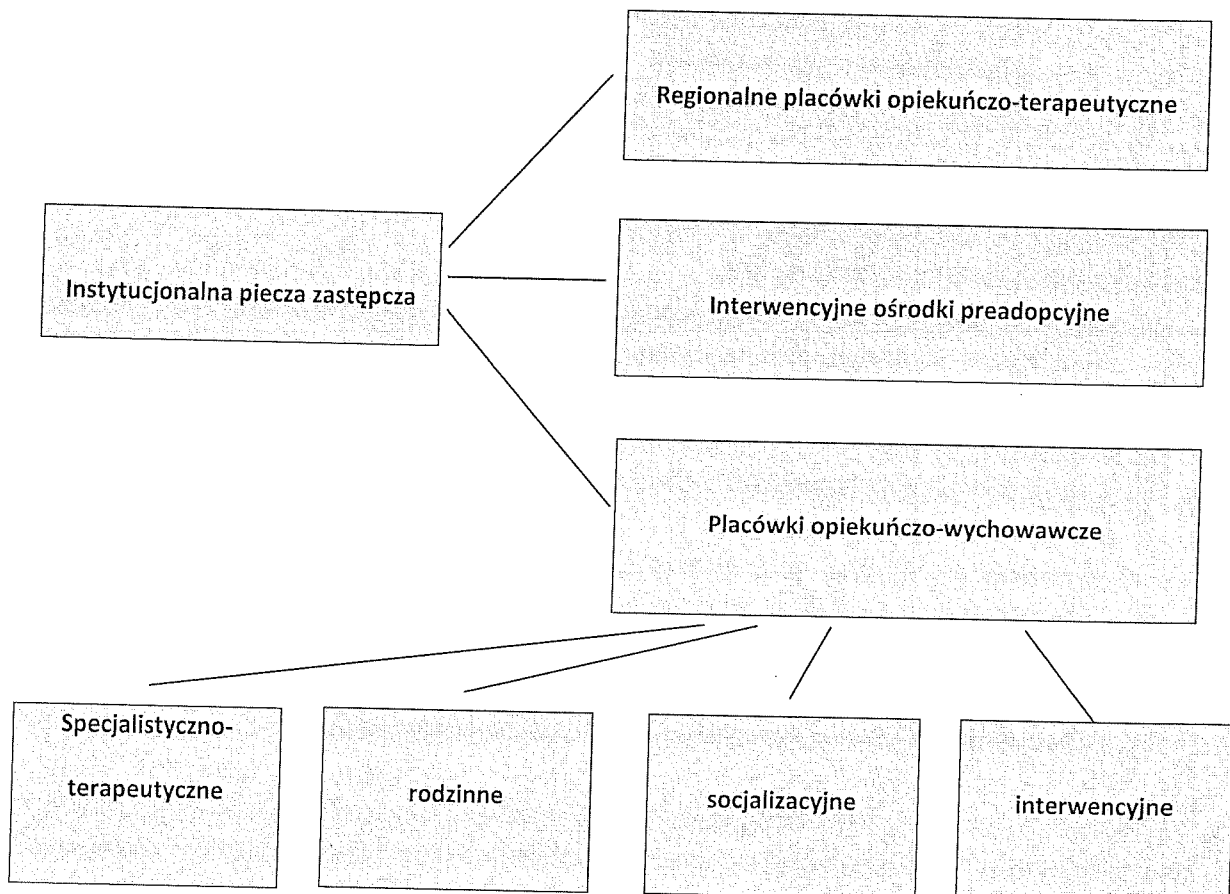 Regionalne placówki opiekuńczo-terapeutyczne
Instytucjonalna piecza zastępcza
Interwencyjne ośrodki preadopcyjne
Placówki opiekuńczo-wychowawcze
Specjalistyczno-
terapeutyczne
rodzinne
socjalizacyjne
interwencyjne